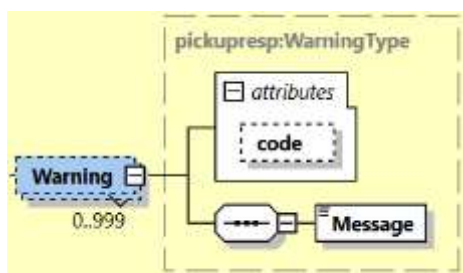 pickupresp:WarningType
attributes
code
Warning
0..999
Message